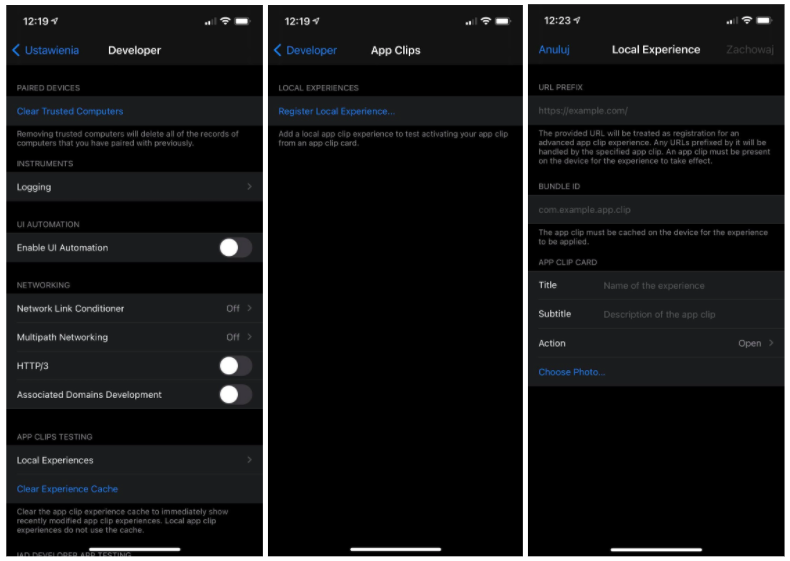 12:19
Ustawienia
Developer
PAIRED DEVICES
Clear Trusted Computers
Removing trusted computers will delete all of the records of
computers that you have paired with previously.
INSTRUMENTS
Logging
UI AUTOMATION
Enable UI Automation
NETWORKING
Network Link Conditioner Off
Multipath Networking Off
HTTP/3
Associated Domains Development
APP CLIPS TESTING
Local Experiences
Clear Experience Cache
Clear the app clip experience cache to immediately show
recently modified app clip experiences. Local app clip
experiences do not use the cache.
IAD DEVELOPER APP TESTING
12:19
Developer
App Clips
LOCAL EXPERIENCES
Register Local Experience...
Add a local app clip experience to test activating your app clip
from an app clip card.
12:23
Anuluj
Local Experience
Zachowaj
URL PREFIX
https://example.com/
The provided URL will be treated as registration for an
advanced app clip experience. Any URLs prefixed by it will be
handled by the specified app clip. An app clip must be present
on the device for the experience to take effect.
BUNDLE ID
com.example.app.clip
The app clip must be cached on the device for the experience
to be applied.
APP CLIP CARD
Title Name of the experience
Subtitle Description of the app clip
Action Open
Choose Photo...